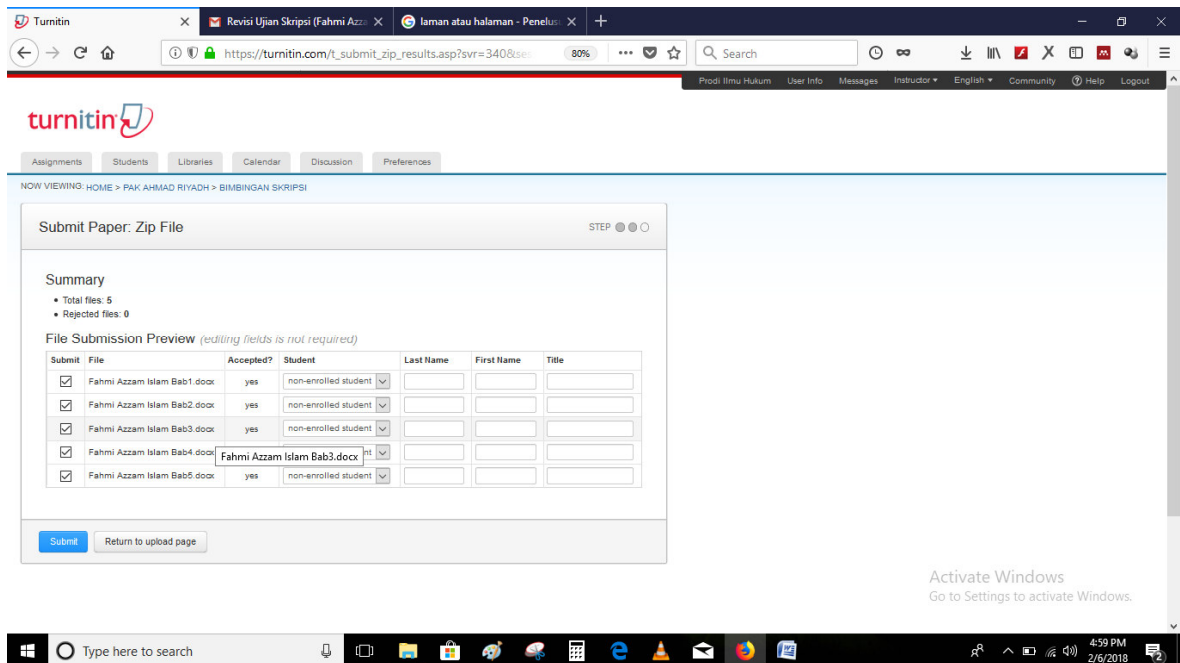 Turnitin
Revisi Ujian Skripsi (Fahmi Azza
laman atau halaman - Penelus
https://turnitin.com/t_submit_zip_results.asp?svr=340&ses
80%
Search
Prodi Ilmu Hukum User Info Messages Instructor English Community Help Logout
turnitin
Assignments Students Libraries Calendar Discussion Preferences
NOW VIEWING: HOME > PAK AHMAD RIYADH > BIMBINGAN SKRIPSI
Submit Paper: Zip File STEP
Summary
• Total files: 5
• Rejected files: 0
File Submission Preview (editing fields is not required)
Submit File Accepted? Student Last Name First Name Title
Fahmi Azzam Islam Bab1.docx yes non-enrolled student
Fahmi Azzam Islam Bab2.docx yes non-enrolled student
Fahmi Azzam Islam Bab3.docx yes non-enrolled student
Fahmi Azzam Islam Bab4.docx Fahmi Azzam Islam Bab3.docx nt
Fahmi Azzam Islam Bab5.docx yes non-enrolled student
Submit Return to upload page
Activate Windows
Go to Settings to activate Windows.
Type here to search
4:59 PM
2/6/2018
2